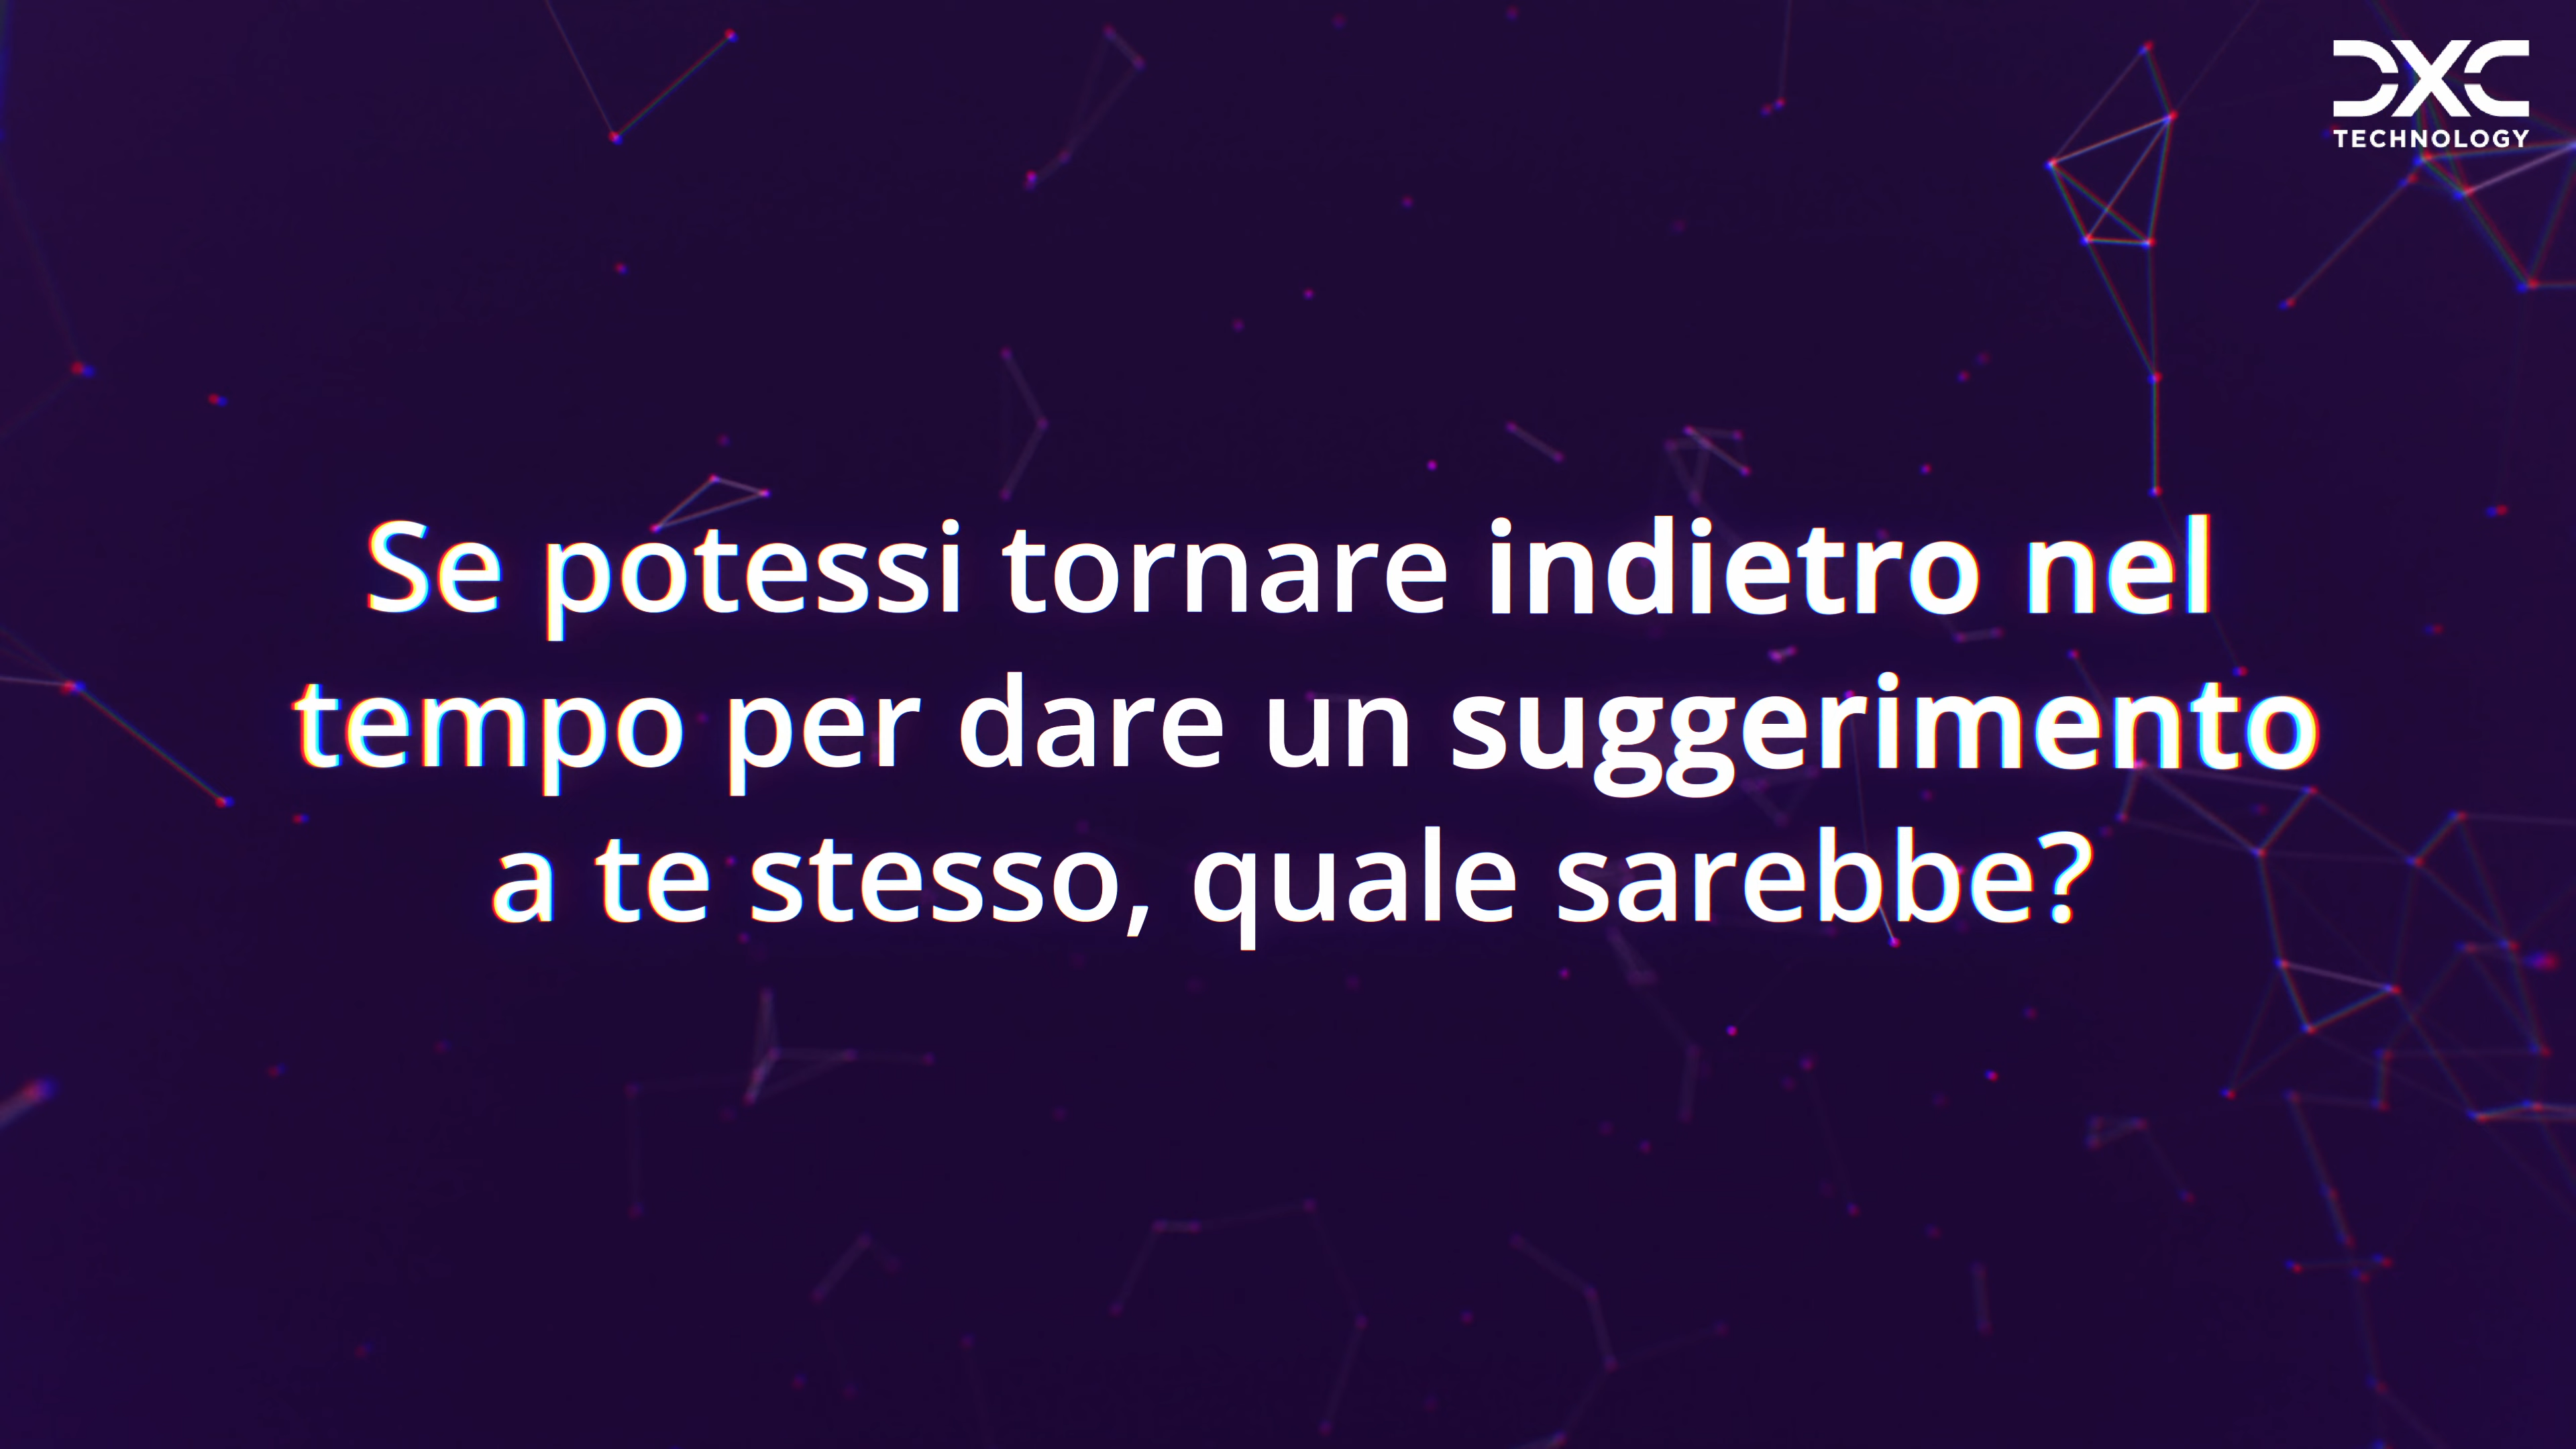 DXC
TECHNOLOGY
Se potessi tornare indietro nel
tempo per dare un suggerimento
a te stesso, quale sarebbe?